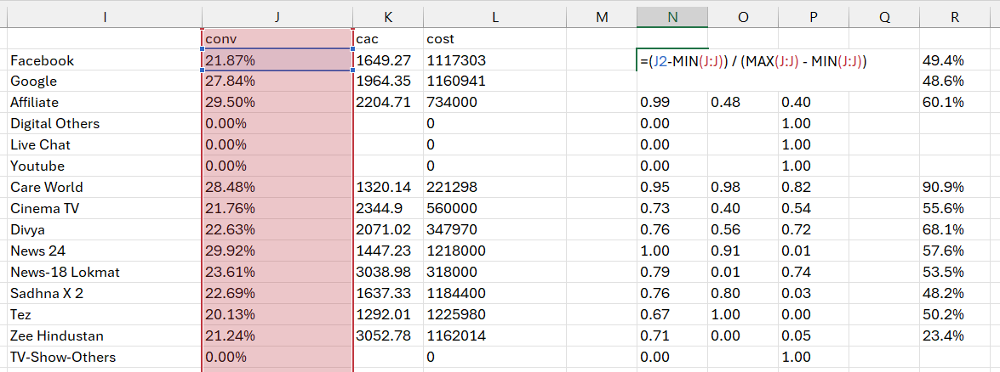 I J K L M N O P Q R
conv cac cost
Facebook 21.87% 1649.27 1117303 =(J2-MIN(J:J)) / (MAX(J:J) - MIN(J:J)) 49.4%
Google 27.84% 1964.35 1160941 48.6%
Affiliate 29.50% 2204.71 734000 0.99 0.48 0.40 60.1%
Digital Others 0.00% 0 0.00 1.00
Live Chat 0.00% 0 0.00 1.00
Youtube 0.00% 0 0.00 1.00
Care World 28.48% 1320.14 221298 0.95 0.98 0.82 90.9%
Cinema TV 21.76% 2344.9 560000 0.73 0.40 0.54 55.6%
Divya 22.63% 2071.02 347970 0.76 0.56 0.72 68.1%
News 24 29.92% 1447.23 1218000 1.00 0.91 0.01 57.6%
News-18 Lokmat 23.61% 3038.98 318000 0.79 0.01 0.74 53.5%
Sadhna X 2 22.69% 1637.33 1184400 0.76 0.80 0.03 48.2%
Tez 20.13% 1292.01 1225980 0.67 1.00 0.00 50.2%
Zee Hindustan 21.24% 3052.78 1162014 0.71 0.00 0.05 23.4%
TV-Show-Others 0.00% 0 0.00 1.00